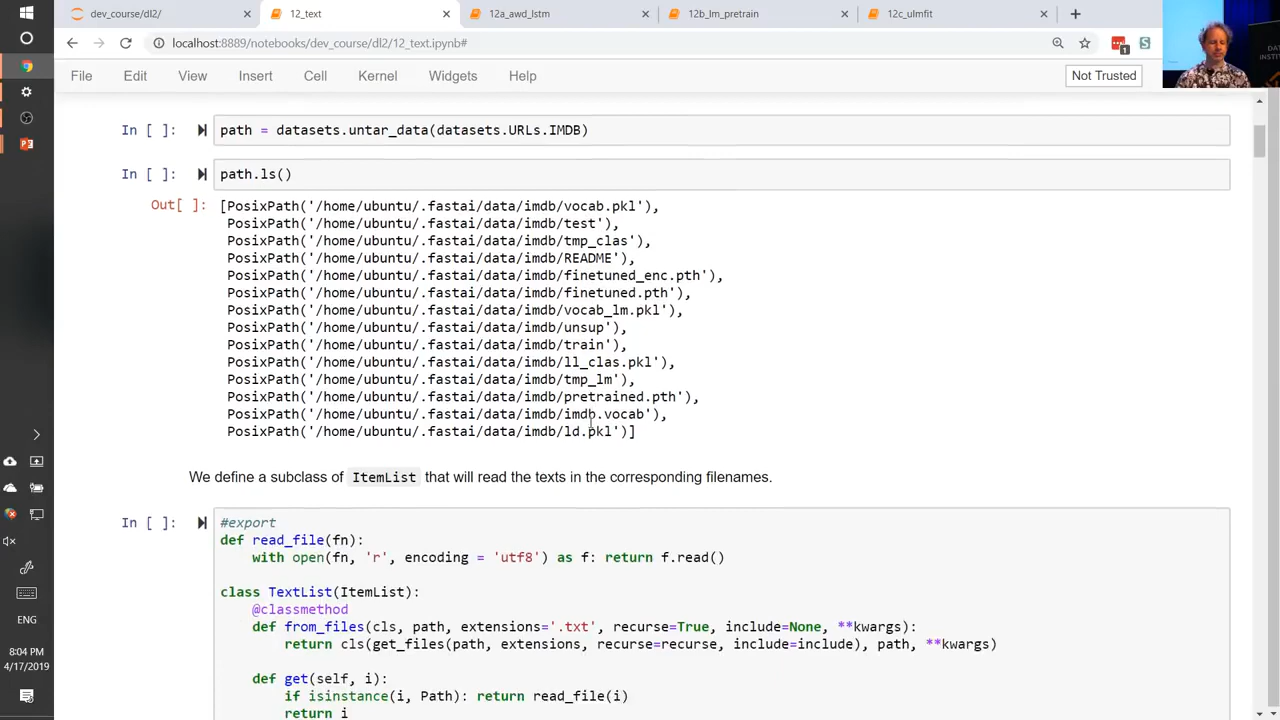 dev_course/dl2/
12_text
12a_awd_lstm
12b_lm_pretrain
12c_ulmfit
localhost:8889/notebooks/dev_course/dl2/12_text.ipynb#
1
S
File Edit View Insert Cell Kernel Widgets Help
Not Trusted
In [ ]: path = datasets.untar_data(datasets.URLs.IMDB)
In [ ]: path.ls()
Out[ ]: [PosixPath('/home/ubuntu/.fastai/data/imdb/vocab.pkl'),
PosixPath('/home/ubuntu/.fastai/data/imdb/test'),
PosixPath('/home/ubuntu/.fastai/data/imdb/tmp_clas'),
PosixPath('/home/ubuntu/.fastai/data/imdb/README'),
PosixPath('/home/ubuntu/.fastai/data/imdb/finetuned_enc.pth'),
PosixPath('/home/ubuntu/.fastai/data/imdb/finetuned.pth'),
PosixPath('/home/ubuntu/.fastai/data/imdb/vocab_lm.pkl'),
PosixPath('/home/ubuntu/.fastai/data/imdb/unsup'),
PosixPath('/home/ubuntu/.fastai/data/imdb/train'),
PosixPath('/home/ubuntu/.fastai/data/imdb/ll_clas.pkl'),
PosixPath('/home/ubuntu/.fastai/data/imdb/tmp_lm'),
PosixPath('/home/ubuntu/.fastai/data/imdb/pretrained.pth'),
PosixPath('/home/ubuntu/.fastai/data/imdb/imdb.vocab'),
PosixPath('/home/ubuntu/.fastai/data/imdb/ld.pkl')]
We define a subclass of ItemList that will read the texts in the corresponding filenames.
In [ ]: #export
def read_file(fn):
with open(fn, 'r', encoding = 'utf8') as f: return f.read()
class TextList(ItemList):
@classmethod
def from_files(cls, path, extensions='.txt', recurse=True, include=None, **kwargs):
return cls(get_files(path, extensions, recurse=recurse, include=include), path, **kwargs)
def get(self, i):
if isinstance(i, Path): return read_file(i)
return i
ENG
8:04 PM
4/17/2019